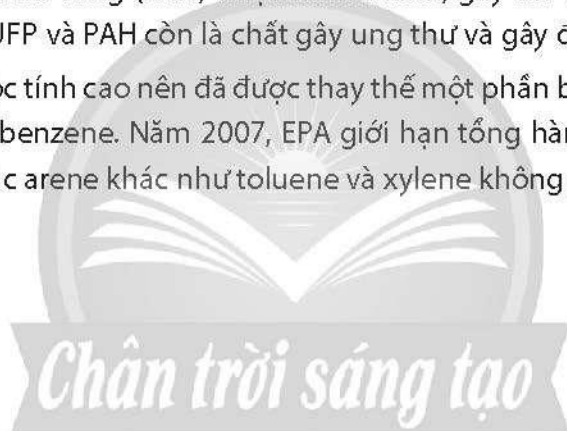 UFP và PAH còn là chất gây ung thư và gây đ
ộc tính cao nên đã được thay thế một phần b
benzene. Năm 2007, EPA giới hạn tổng hàn
c arene khác như toluene và xylene không
Chân trời sáng tạo